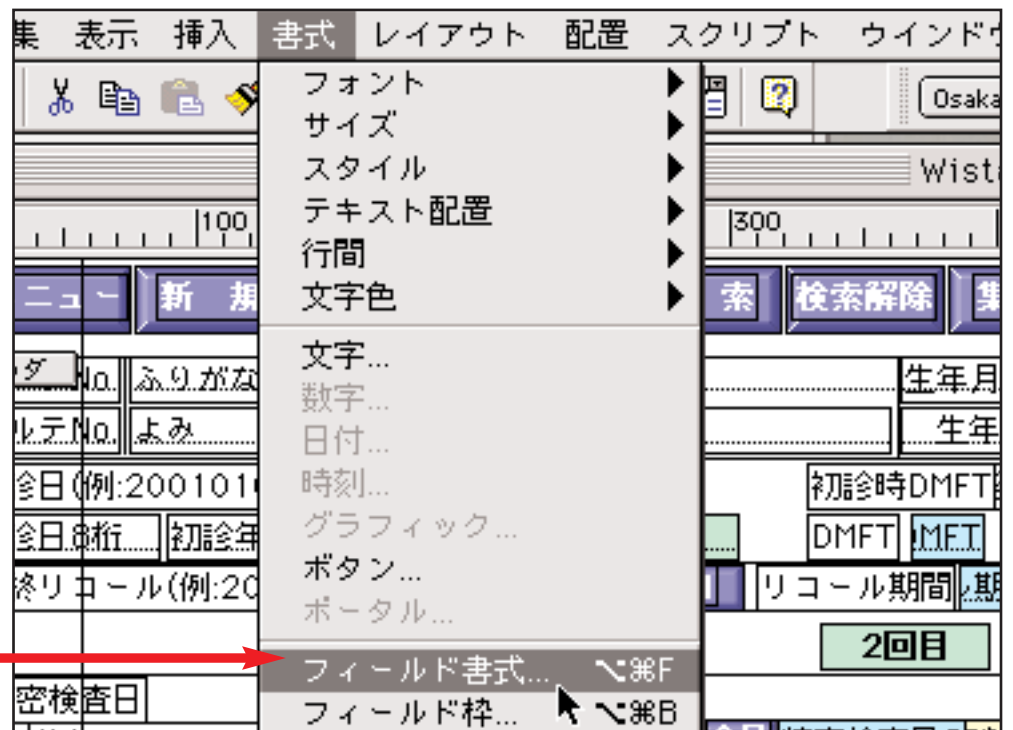 集 表示 挿入 書式 レイアウト 配置 スクリプト ウインドウ
Osaka
フォント
サイズ
スタイル
テキスト配置
行間
文字色
文字...
数字...
日付...
時刻...
グラフィック...
ボタン...
ポータル...
フィールド書式... ⌥⌘F
フィールド枠... ⌥⌘B
Wist
100 300
ニュー 新 規 索 検索解除 集
ダ No. ふりがな 生年月
ルテNo. よみ 生年
診日(例:200101 初診時DMFT
診日8桁 初診年 DMFT MFT
終リコール(例:20 リコール期間 期
2回目
密検査日